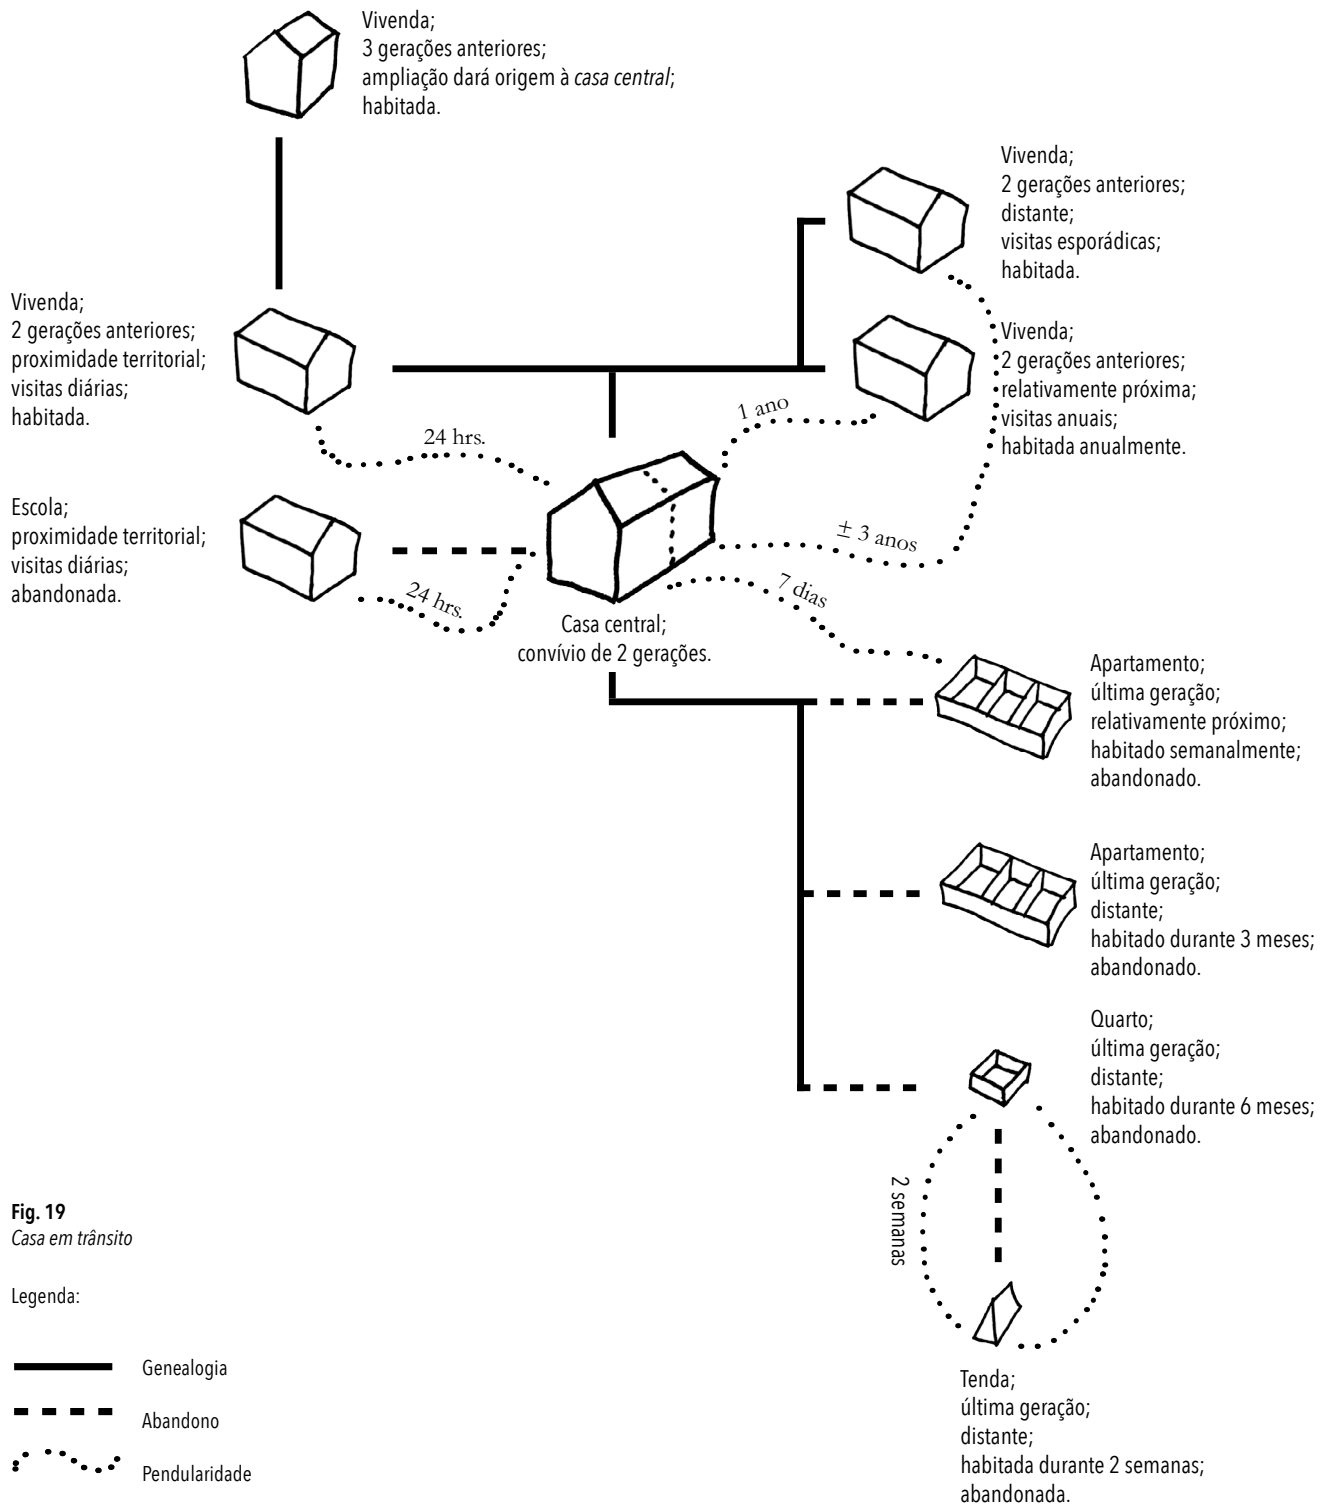 Vivenda;
3 gerações anteriores;
ampliação dará origem à casa central;
habitada.
Vivenda;
2 gerações anteriores;
distante;
visitas esporádicas;
habitada.
Vivenda;
2 gerações anteriores;
proximidade territorial;
visitas diárias;
habitada.
Vivenda;
2 gerações anteriores;
relativamente próxima;
visitas anuais;
habitada anualmente.
1 ano
24 hrs.
Escola;
proximidade territorial;
visitas diárias;
abandonada.
± 3 anos
24 hrs.
7 dias
Casa central;
convívio de 2 gerações.
Apartamento;
última geração;
relativamente próximo;
habitado semanalmente;
abandonado.
Apartamento;
última geração;
distante;
habitado durante 3 meses;
abandonado.
Quarto;
última geração;
distante;
habitado durante 6 meses;
abandonado.
2 semanas
Tenda;
última geração;
distante;
habitada durante 2 semanas;
abandonada.
Fig. 19
Casa em trânsito
Legenda:
Genealogia
Abandono
Pendularidade